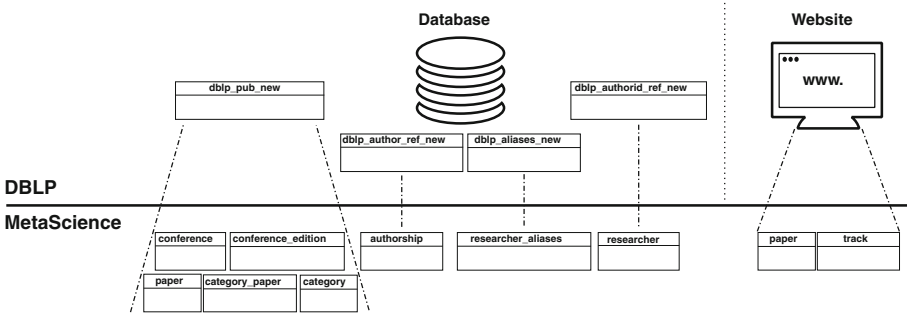 Database
Website
www.
dblp_pub_new
dblp_authorid_ref_new
dblp_author_ref_new
dblp_aliases_new
DBLP
MetaScience
conference
conference_edition
authorship
researcher_aliases
researcher
paper
track
paper
category_paper
category